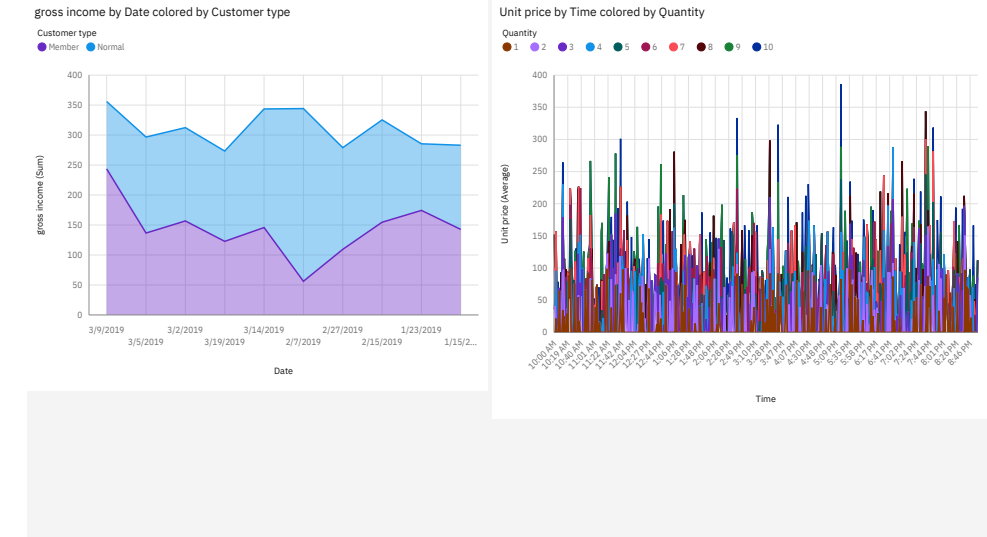 gross income by Date colored by Customer type
Customer type
Member Normal
gross income (Sum)
400
350
300
250
200
150
100
50
0
3/9/2019 3/2/2019 3/14/2019 2/27/2019 1/23/2019
3/5/2019 3/19/2019 2/7/2019 2/15/2019 1/15/2...
Date
Unit price by Time colored by Quantity
Quantity
1 2 3 4 5 6 7 8 9 10
Unit price (Average)
400
350
300
250
200
150
100
50
0
10:00 AM
10:19 AM
10:40 AM
11:01 AM
11:22 AM
11:42 AM
12:04 PM
12:27 PM
12:44 PM
1:06 PM
1:28 PM
1:48 PM
2:06 PM
2:28 PM
2:49 PM
3:10 PM
3:28 PM
3:47 PM
4:07 PM
4:30 PM
4:48 PM
5:09 PM
5:35 PM
5:58 PM
6:17 PM
6:41 PM
7:02 PM
7:24 PM
7:44 PM
8:01 PM
8:26 PM
8:46 PM
Time